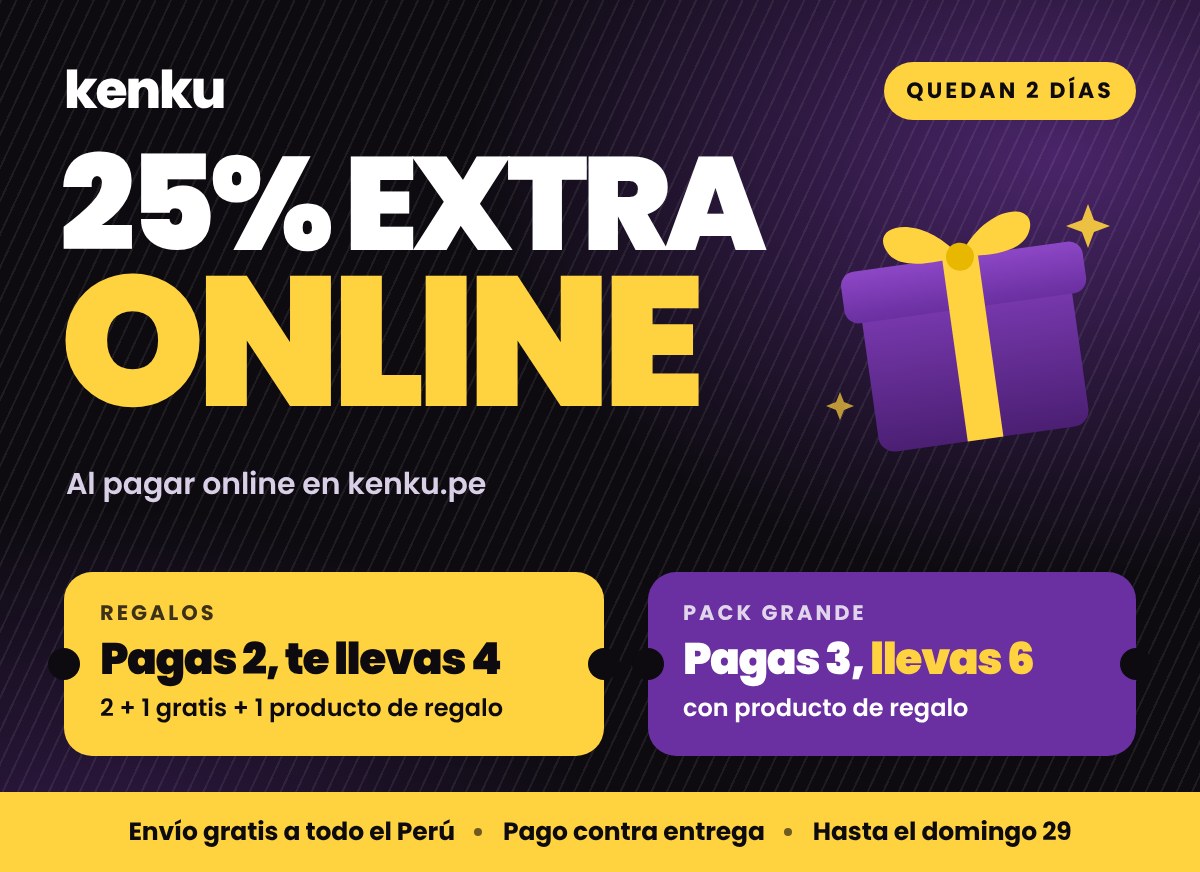 kenku
QUEDAN 2 DÍAS
25% EXTRA
ONLINE
Al pagar online en kenku.pe
REGALOS
Pagas 2, te llevas 4
2 + 1 gratis + 1 producto de regalo
PACK GRANDE
Pagas 3, llevas 6
con producto de regalo
Envío gratis a todo el Perú • Pago contra entrega • Hasta el domingo 29